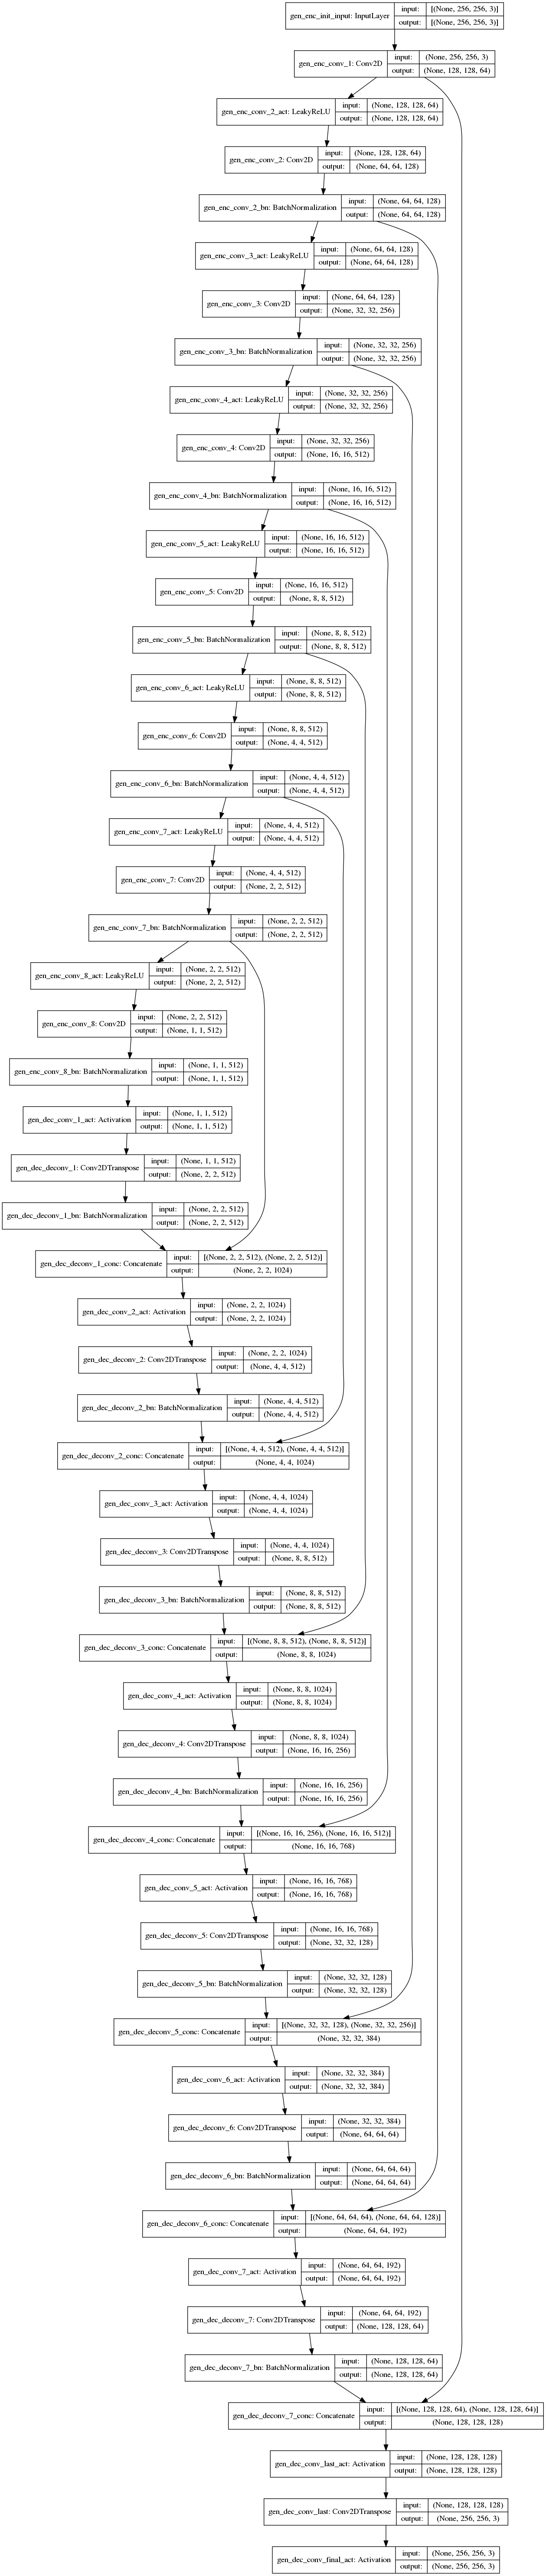 gen_enc_init_input: InputLayer input: [(None, 256, 256, 3)]
output: [(None, 256, 256, 3)]
gen_enc_conv_1: Conv2D input: (None, 256, 256, 3)
output: (None, 128, 128, 64)
gen_enc_conv_2_act: LeakyReLU input: (None, 128, 128, 64)
output: (None, 128, 128, 64)
gen_enc_conv_2: Conv2D input: (None, 128, 128, 64)
output: (None, 64, 64, 128)
gen_enc_conv_2_bn: BatchNormalization input: (None, 64, 64, 128)
output: (None, 64, 64, 128)
gen_enc_conv_3_act: LeakyReLU input: (None, 64, 64, 128)
output: (None, 64, 64, 128)
gen_enc_conv_3: Conv2D input: (None, 64, 64, 128)
output: (None, 32, 32, 256)
gen_enc_conv_3_bn: BatchNormalization input: (None, 32, 32, 256)
output: (None, 32, 32, 256)
gen_enc_conv_4_act: LeakyReLU input: (None, 32, 32, 256)
output: (None, 32, 32, 256)
gen_enc_conv_4: Conv2D input: (None, 32, 32, 256)
output: (None, 16, 16, 512)
gen_enc_conv_4_bn: BatchNormalization input: (None, 16, 16, 512)
output: (None, 16, 16, 512)
gen_enc_conv_5_act: LeakyReLU input: (None, 16, 16, 512)
output: (None, 16, 16, 512)
gen_enc_conv_5: Conv2D input: (None, 16, 16, 512)
output: (None, 8, 8, 512)
gen_enc_conv_5_bn: BatchNormalization input: (None, 8, 8, 512)
output: (None, 8, 8, 512)
gen_enc_conv_6_act: LeakyReLU input: (None, 8, 8, 512)
output: (None, 8, 8, 512)
gen_enc_conv_6: Conv2D input: (None, 8, 8, 512)
output: (None, 4, 4, 512)
gen_enc_conv_6_bn: BatchNormalization input: (None, 4, 4, 512)
output: (None, 4, 4, 512)
gen_enc_conv_7_act: LeakyReLU input: (None, 4, 4, 512)
output: (None, 4, 4, 512)
gen_enc_conv_7: Conv2D input: (None, 4, 4, 512)
output: (None, 2, 2, 512)
gen_enc_conv_7_bn: BatchNormalization input: (None, 2, 2, 512)
output: (None, 2, 2, 512)
gen_enc_conv_8_act: LeakyReLU input: (None, 2, 2, 512)
output: (None, 2, 2, 512)
gen_enc_conv_8: Conv2D input: (None, 2, 2, 512)
output: (None, 1, 1, 512)
gen_enc_conv_8_bn: BatchNormalization input: (None, 1, 1, 512)
output: (None, 1, 1, 512)
gen_dec_conv_1_act: Activation input: (None, 1, 1, 512)
output: (None, 1, 1, 512)
gen_dec_deconv_1: Conv2DTranspose input: (None, 1, 1, 512)
output: (None, 2, 2, 512)
gen_dec_deconv_1_bn: BatchNormalization input: (None, 2, 2, 512)
output: (None, 2, 2, 512)
gen_dec_deconv_1_conc: Concatenate input: [(None, 2, 2, 512), (None, 2, 2, 512)]
output: (None, 2, 2, 1024)
gen_dec_conv_2_act: Activation input: (None, 2, 2, 1024)
output: (None, 2, 2, 1024)
gen_dec_deconv_2: Conv2DTranspose input: (None, 2, 2, 1024)
output: (None, 4, 4, 512)
gen_dec_deconv_2_bn: BatchNormalization input: (None, 4, 4, 512)
output: (None, 4, 4, 512)
gen_dec_deconv_2_conc: Concatenate input: [(None, 4, 4, 512), (None, 4, 4, 512)]
output: (None, 4, 4, 1024)
gen_dec_conv_3_act: Activation input: (None, 4, 4, 1024)
output: (None, 4, 4, 1024)
gen_dec_deconv_3: Conv2DTranspose input: (None, 4, 4, 1024)
output: (None, 8, 8, 512)
gen_dec_deconv_3_bn: BatchNormalization input: (None, 8, 8, 512)
output: (None, 8, 8, 512)
gen_dec_deconv_3_conc: Concatenate input: [(None, 8, 8, 512), (None, 8, 8, 512)]
output: (None, 8, 8, 1024)
gen_dec_conv_4_act: Activation input: (None, 8, 8, 1024)
output: (None, 8, 8, 1024)
gen_dec_deconv_4: Conv2DTranspose input: (None, 8, 8, 1024)
output: (None, 16, 16, 256)
gen_dec_deconv_4_bn: BatchNormalization input: (None, 16, 16, 256)
output: (None, 16, 16, 256)
gen_dec_deconv_4_conc: Concatenate input: [(None, 16, 16, 256), (None, 16, 16, 512)]
output: (None, 16, 16, 768)
gen_dec_conv_5_act: Activation input: (None, 16, 16, 768)
output: (None, 16, 16, 768)
gen_dec_deconv_5: Conv2DTranspose input: (None, 16, 16, 768)
output: (None, 32, 32, 128)
gen_dec_deconv_5_bn: BatchNormalization input: (None, 32, 32, 128)
output: (None, 32, 32, 128)
gen_dec_deconv_5_conc: Concatenate input: [(None, 32, 32, 128), (None, 32, 32, 256)]
output: (None, 32, 32, 384)
gen_dec_conv_6_act: Activation input: (None, 32, 32, 384)
output: (None, 32, 32, 384)
gen_dec_deconv_6: Conv2DTranspose input: (None, 32, 32, 384)
output: (None, 64, 64, 64)
gen_dec_deconv_6_bn: BatchNormalization input: (None, 64, 64, 64)
output: (None, 64, 64, 64)
gen_dec_deconv_6_conc: Concatenate input: [(None, 64, 64, 64), (None, 64, 64, 128)]
output: (None, 64, 64, 192)
gen_dec_conv_7_act: Activation input: (None, 64, 64, 192)
output: (None, 64, 64, 192)
gen_dec_deconv_7: Conv2DTranspose input: (None, 64, 64, 192)
output: (None, 128, 128, 64)
gen_dec_deconv_7_bn: BatchNormalization input: (None, 128, 128, 64)
output: (None, 128, 128, 64)
gen_dec_deconv_7_conc: Concatenate input: [(None, 128, 128, 64), (None, 128, 128, 64)]
output: (None, 128, 128, 128)
gen_dec_conv_last_act: Activation input: (None, 128, 128, 128)
output: (None, 128, 128, 128)
gen_dec_conv_last: Conv2DTranspose input: (None, 128, 128, 128)
output: (None, 256, 256, 3)
gen_dec_conv_final_act: Activation input: (None, 256, 256, 3)
output: (None, 256, 256, 3)